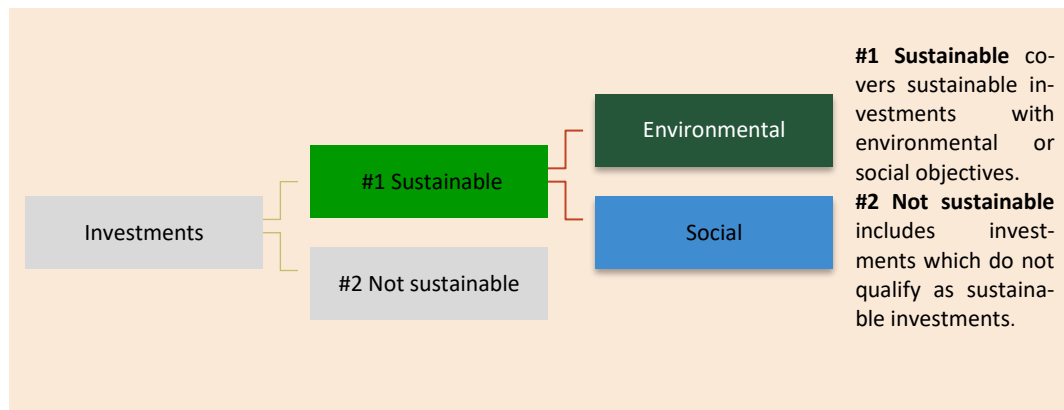 Investments
#1 Sustainable
#2 Not sustainable
Environmental
Social
#1 Sustainable co-
vers sustainable in-
vestments with
environmental or
social objectives.
#2 Not sustainable
includes invest-
ments which do not
qualify as sustaina-
ble investments.